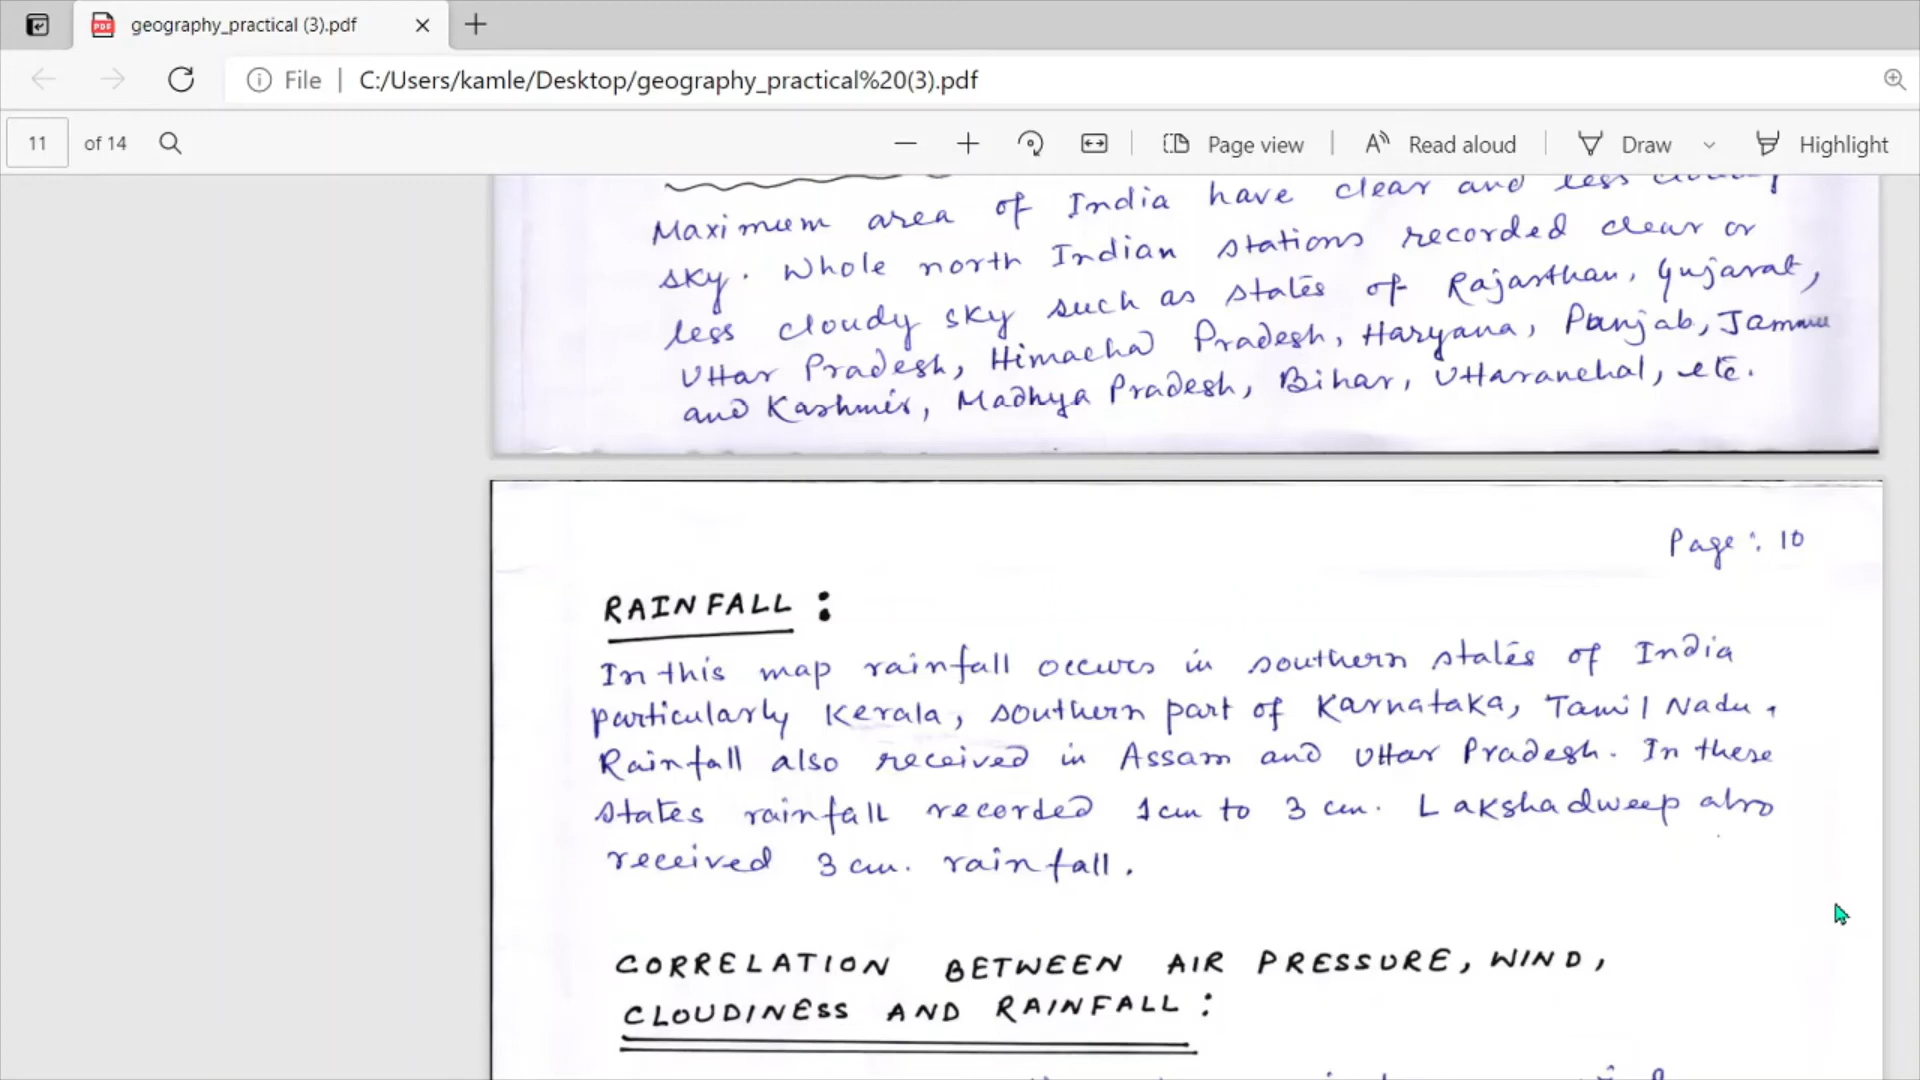 geography_practical (3).pdf
File | C:/Users/kamle/Desktop/geography_practical%20(3).pdf
11 of 14 Page view Read aloud Draw Highlight
Maximum area of India have clear and less cloudy
sky. Whole north Indian stations recorded clear or
less cloudy sky such as states of Rajasthan, Gujarat,
Uttar Pradesh, Himachal Pradesh, Haryana, Panjab, Jammu
and Kashmir, Madhya Pradesh, Bihar, Uttaranchal, etc.
Page : 10
RAINFALL :
In this map rainfall occurs in southern states of India
particularly Kerala, southern part of Karnataka, Tamil Nadu,
Rainfall also received in Assam and Uttar Pradesh. In these
states rainfall recorded 1cm to 3 cm. Lakshadweep also
received 3 cm. rainfall.
CORRELATION BETWEEN AIR PRESSURE, WIND,
CLOUDINESS AND RAINFALL :